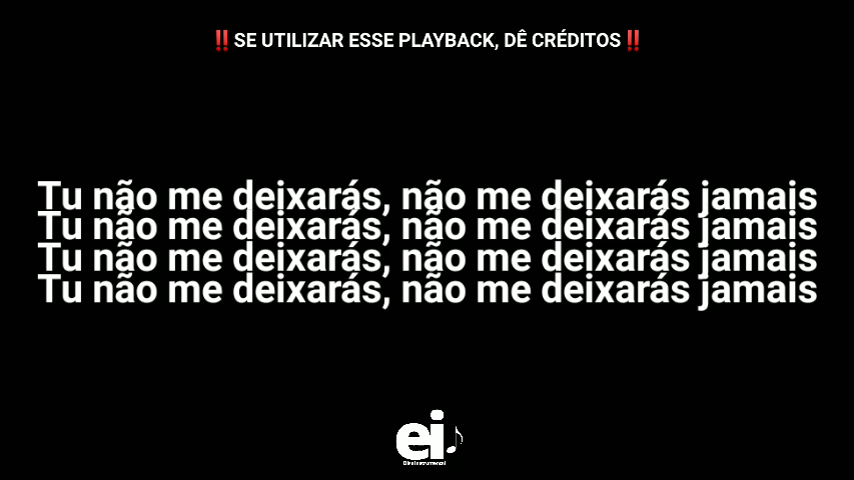 ‼️SE UTILIZAR ESSE PLAYBACK, DÊ CRÉDITOS‼️
Tu não me deixarás, não me deixarás jamais
Tu não me deixarás, não me deixarás jamais
Tu não me deixarás, não me deixarás jamais
Tu não me deixarás, não me deixarás jamais
ei